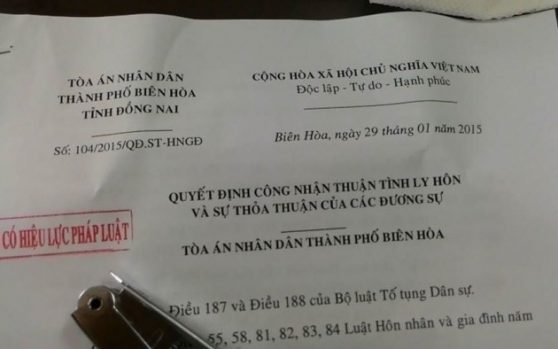 TÒA ÁN NHÂN DÂN
THÀNH PHỐ BIÊN HÒA
TỈNH ĐỒNG NAI
Số: 104/2015/QĐ.ST-HNGĐ
CỘNG HÒA XÃ HỘI CHỦ NGHĨA VIỆT NAM
Độc lập - Tự do - Hạnh phúc
Biên Hòa, ngày 29 tháng 01 năm 2015
QUYẾT ĐỊNH CÔNG NHẬN THUẬN TÌNH LY HÔN
VÀ SỰ THỎA THUẬN CỦA CÁC ĐƯƠNG SỰ
CÓ HIỆU LỰC PHÁP LUẬT
TÒA ÁN NHÂN DÂN THÀNH PHỐ BIÊN HÒA
Điều 187 và Điều 188 của Bộ luật Tố tụng Dân sự.
55, 58, 81, 82, 83, 84 Luật Hôn nhân và gia đình năm